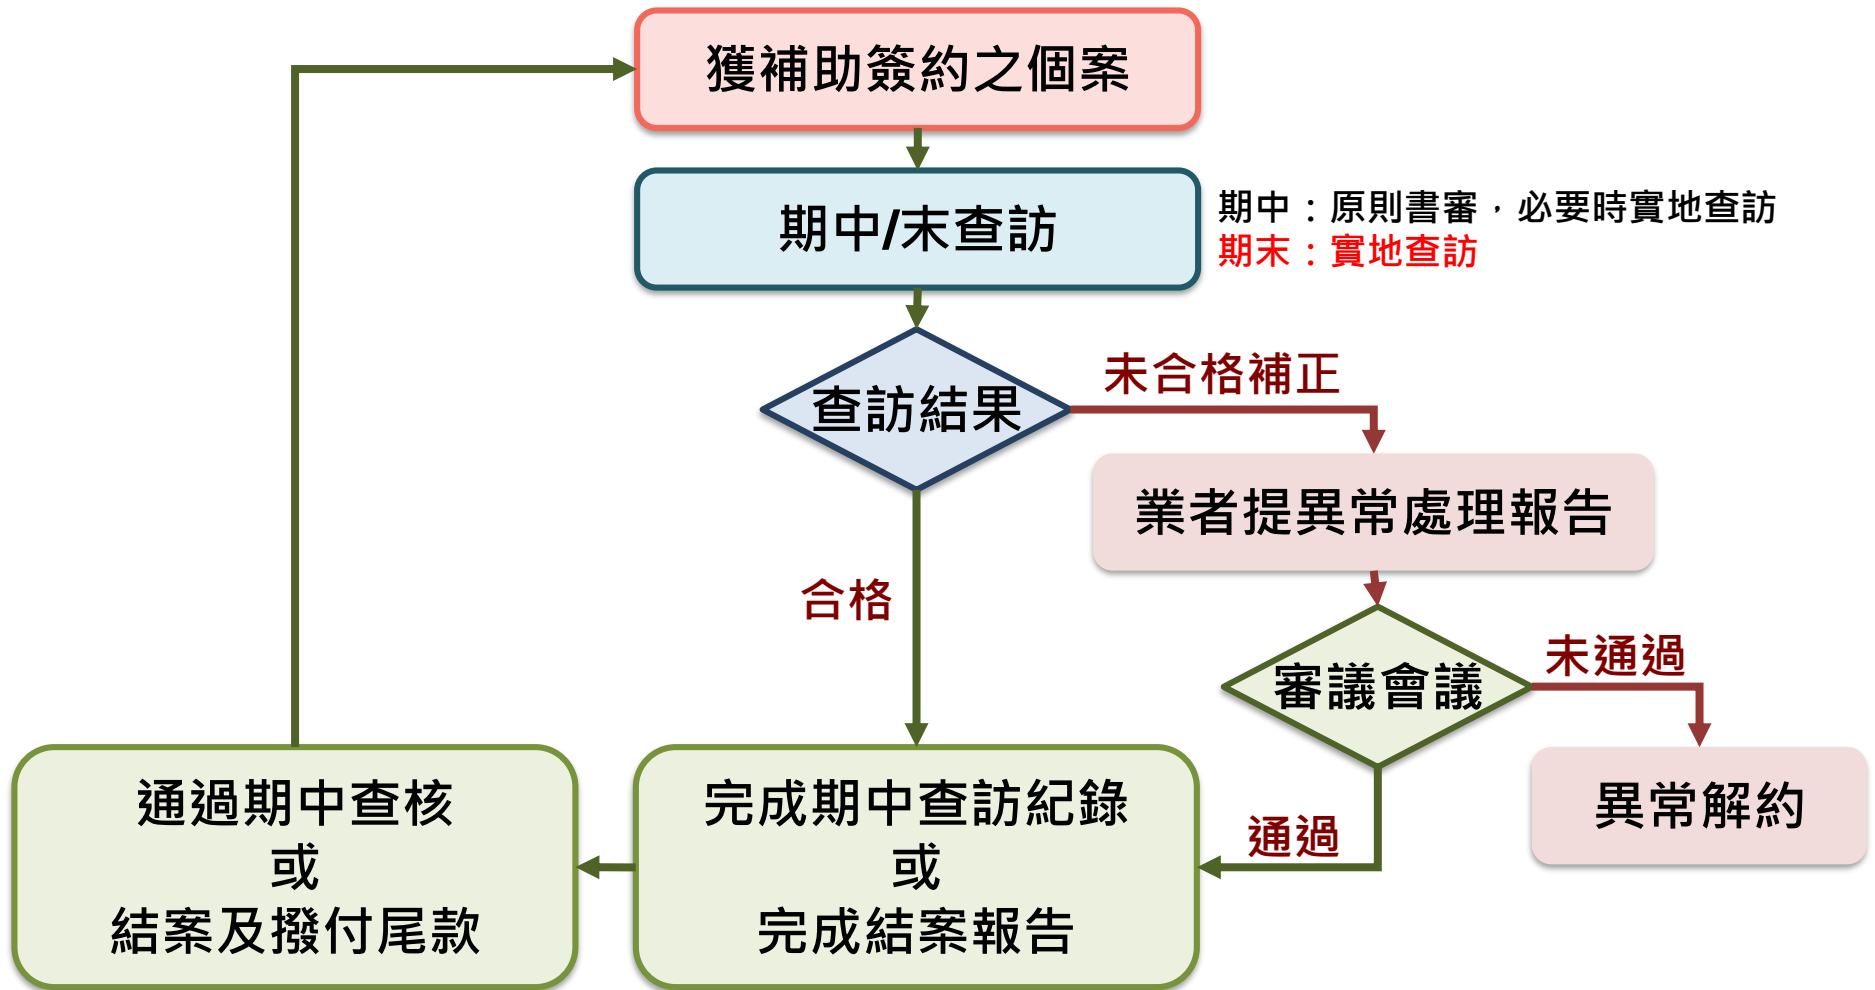 獲補助簽約之個案
期中/末查訪
期中：原則書審，必要時實地查訪
期末：實地查訪
查訪結果
未合格補正
業者提異常處理報告
合格
審議會議
未通過
異常解約
通過
完成期中查訪紀錄
或
完成結案報告
通過期中查核
或
結案及撥付尾款